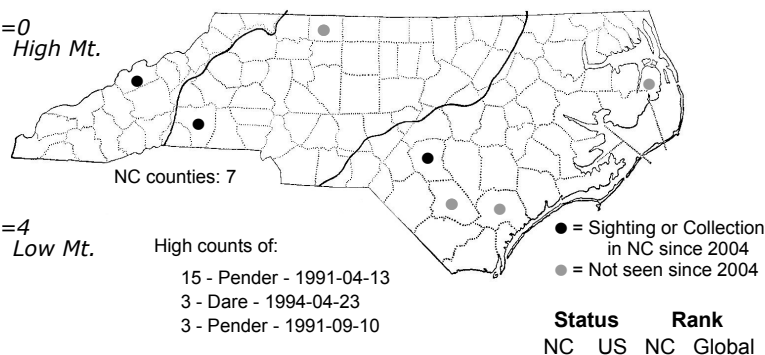 =0
High Mt.
NC counties: 7
=4
Low Mt.
High counts of:
15 - Pender - 1991-04-13
3 - Dare - 1994-04-23
3 - Pender - 1991-09-10
● = Sighting or Collection
in NC since 2004
● = Not seen since 2004
Status Rank
NC US NC Global